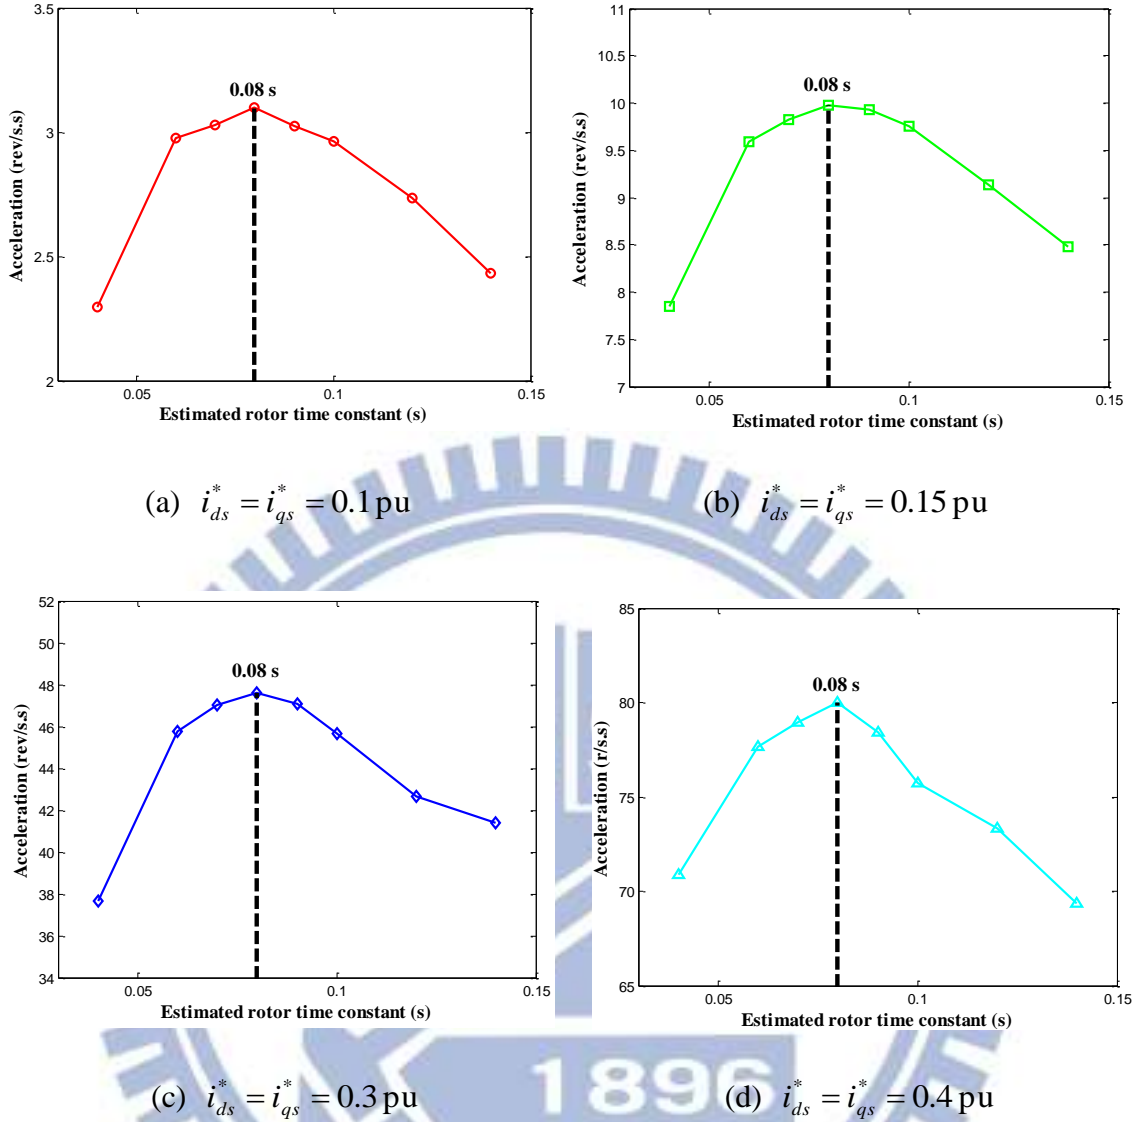 3.5
3
2.5
2
0.08 s
Acceleration (rev/s.s)
0.05
0.1
0.15
Estimated rotor time constant (s)
11
10.5
10
9.5
9
8.5
8
7.5
7
0.08 s
Acceleration (rev/s.s)
0.05
0.1
0.15
Estimated rotor time constant (s)
(a) i*ds = i*qs = 0.1 pu
(b) i*ds = i*qs = 0.15 pu
52
50
48
46
44
42
40
38
36
34
0.08 s
Acceleration (rev/s.s)
0.05
0.1
0.15
Estimated rotor time constant (s)
85
80
75
70
65
0.08 s
Acceleration (r/s.s)
0.05
0.1
0.15
Estimated rotor time constant (s)
1896
(c) i*ds = i*qs = 0.3 pu
(d) i*ds = i*qs = 0.4 pu